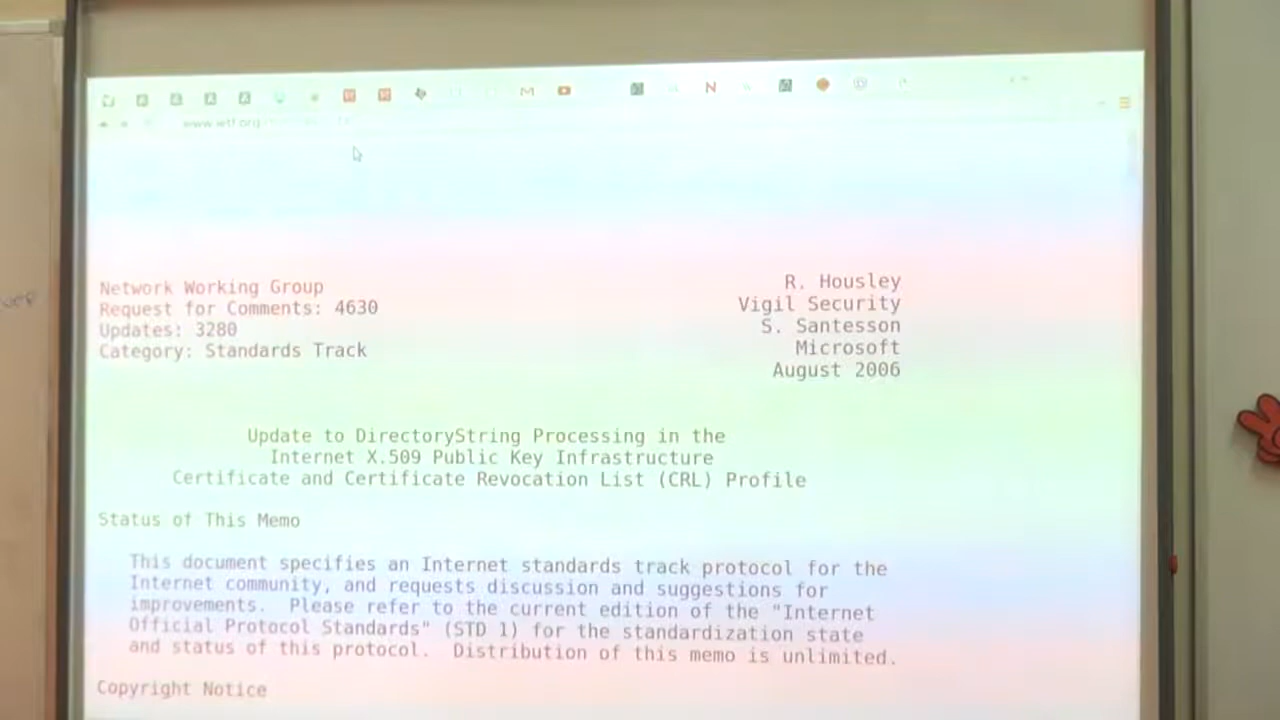 www.ietf.org
Network Working Group
Request for Comments: 4630
Updates: 3280
Category: Standards Track
R. Housley
Vigil Security
S. Santesson
Microsoft
August 2006
Update to DirectoryString Processing in the
Internet X.509 Public Key Infrastructure
Certificate and Certificate Revocation List (CRL) Profile
Status of This Memo
This document specifies an Internet standards track protocol for the
Internet community, and requests discussion and suggestions for
improvements. Please refer to the current edition of the "Internet
Official Protocol Standards" (STD 1) for the standardization state
and status of this protocol. Distribution of this memo is unlimited.
Copyright Notice